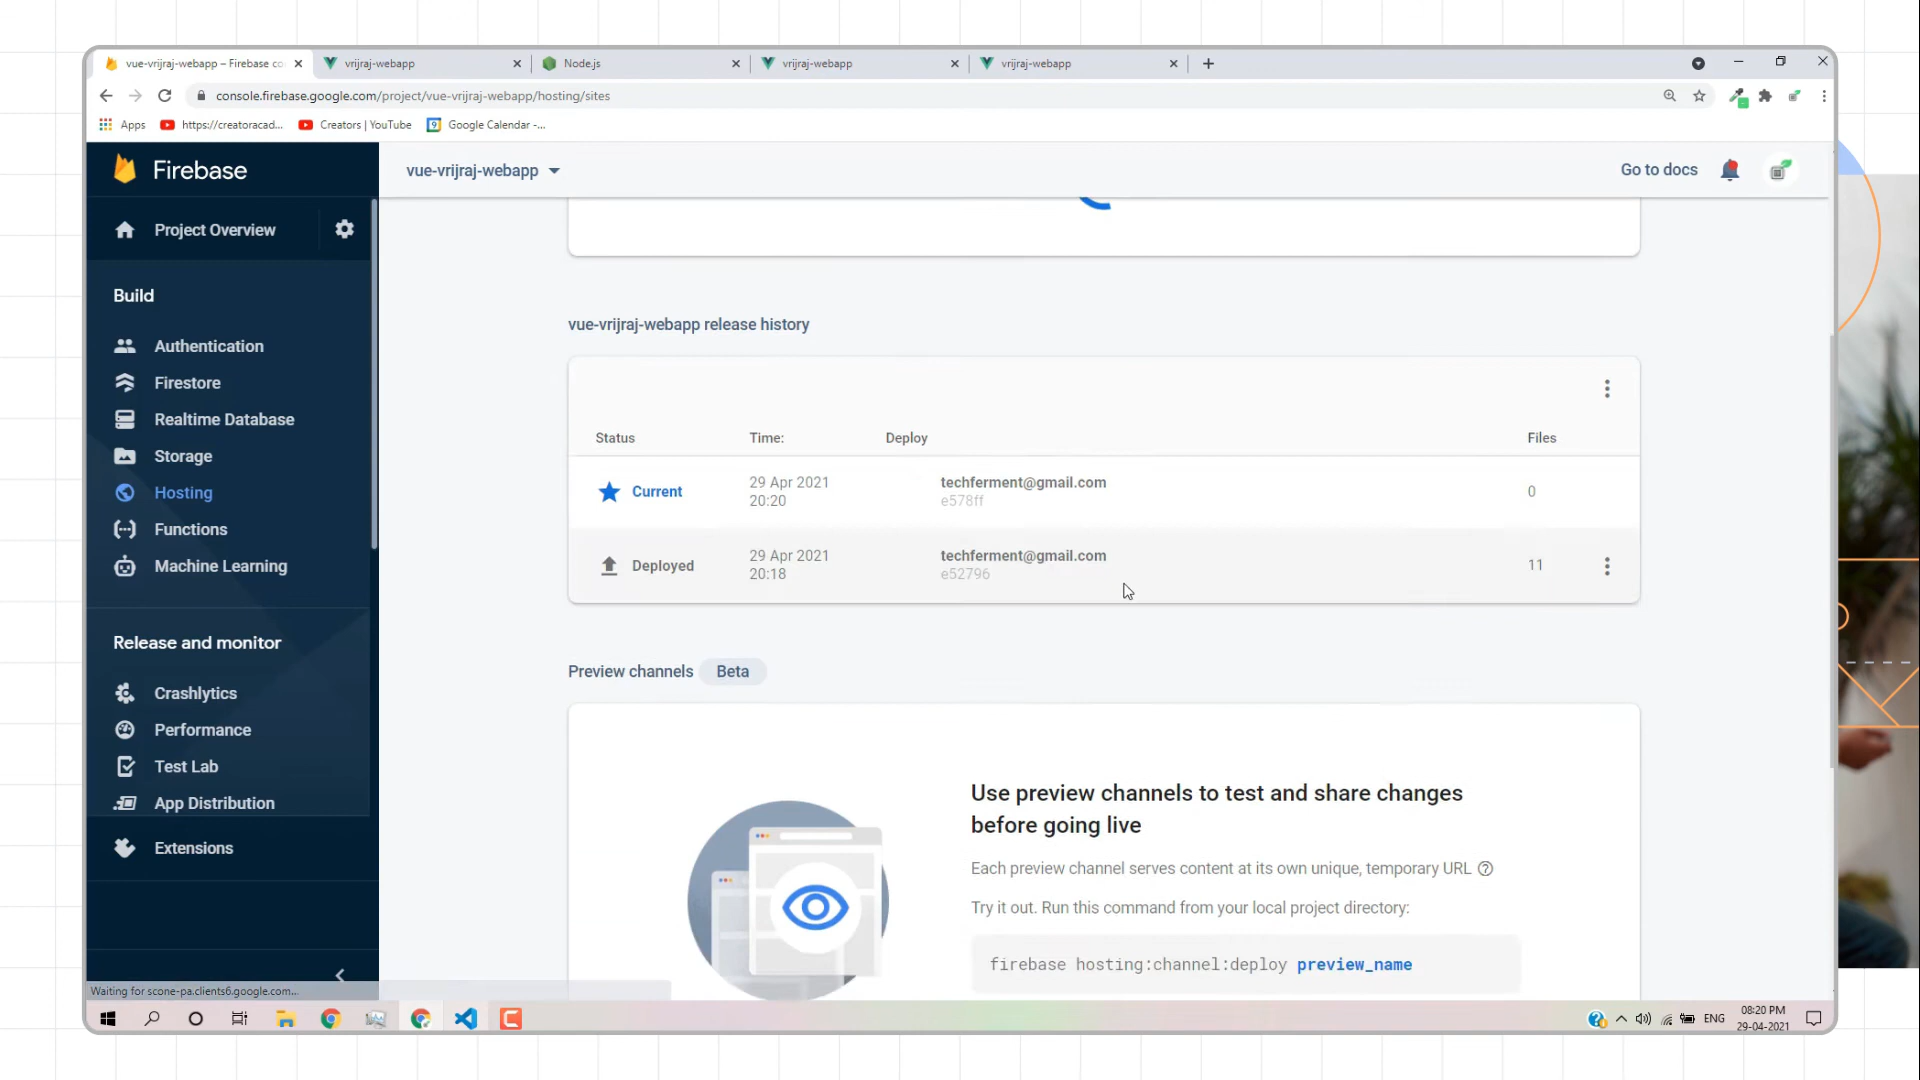 vue-vrijraj-webapp – Firebase co
vrijraj-webapp
Node.js
vrijraj-webapp
vrijraj-webapp
console.firebase.google.com/project/vue-vrijraj-webapp/hosting/sites
Apps
https://creatoracad...
Creators | YouTube
Google Calendar -...
Firebase
vue-vrijraj-webapp
Go to docs
Project Overview
Build
Authentication
Firestore
Realtime Database
Storage
Hosting
Functions
Machine Learning
Release and monitor
Crashlytics
Performance
Test Lab
App Distribution
Extensions
vue-vrijraj-webapp release history
Status Time: Deploy Files
Current
29 Apr 2021
20:20
techferment@gmail.com
e578ff
0
Deployed
29 Apr 2021
20:18
techferment@gmail.com
e52796
11
Preview channels Beta
Use preview channels to test and share changes
before going live
Each preview channel serves content at its own unique, temporary URL
Try it out. Run this command from your local project directory:
firebase hosting:channel:deploy preview_name
Waiting for scone-pa.clients6.google.com...
ENG
08:20 PM
29-04-2021